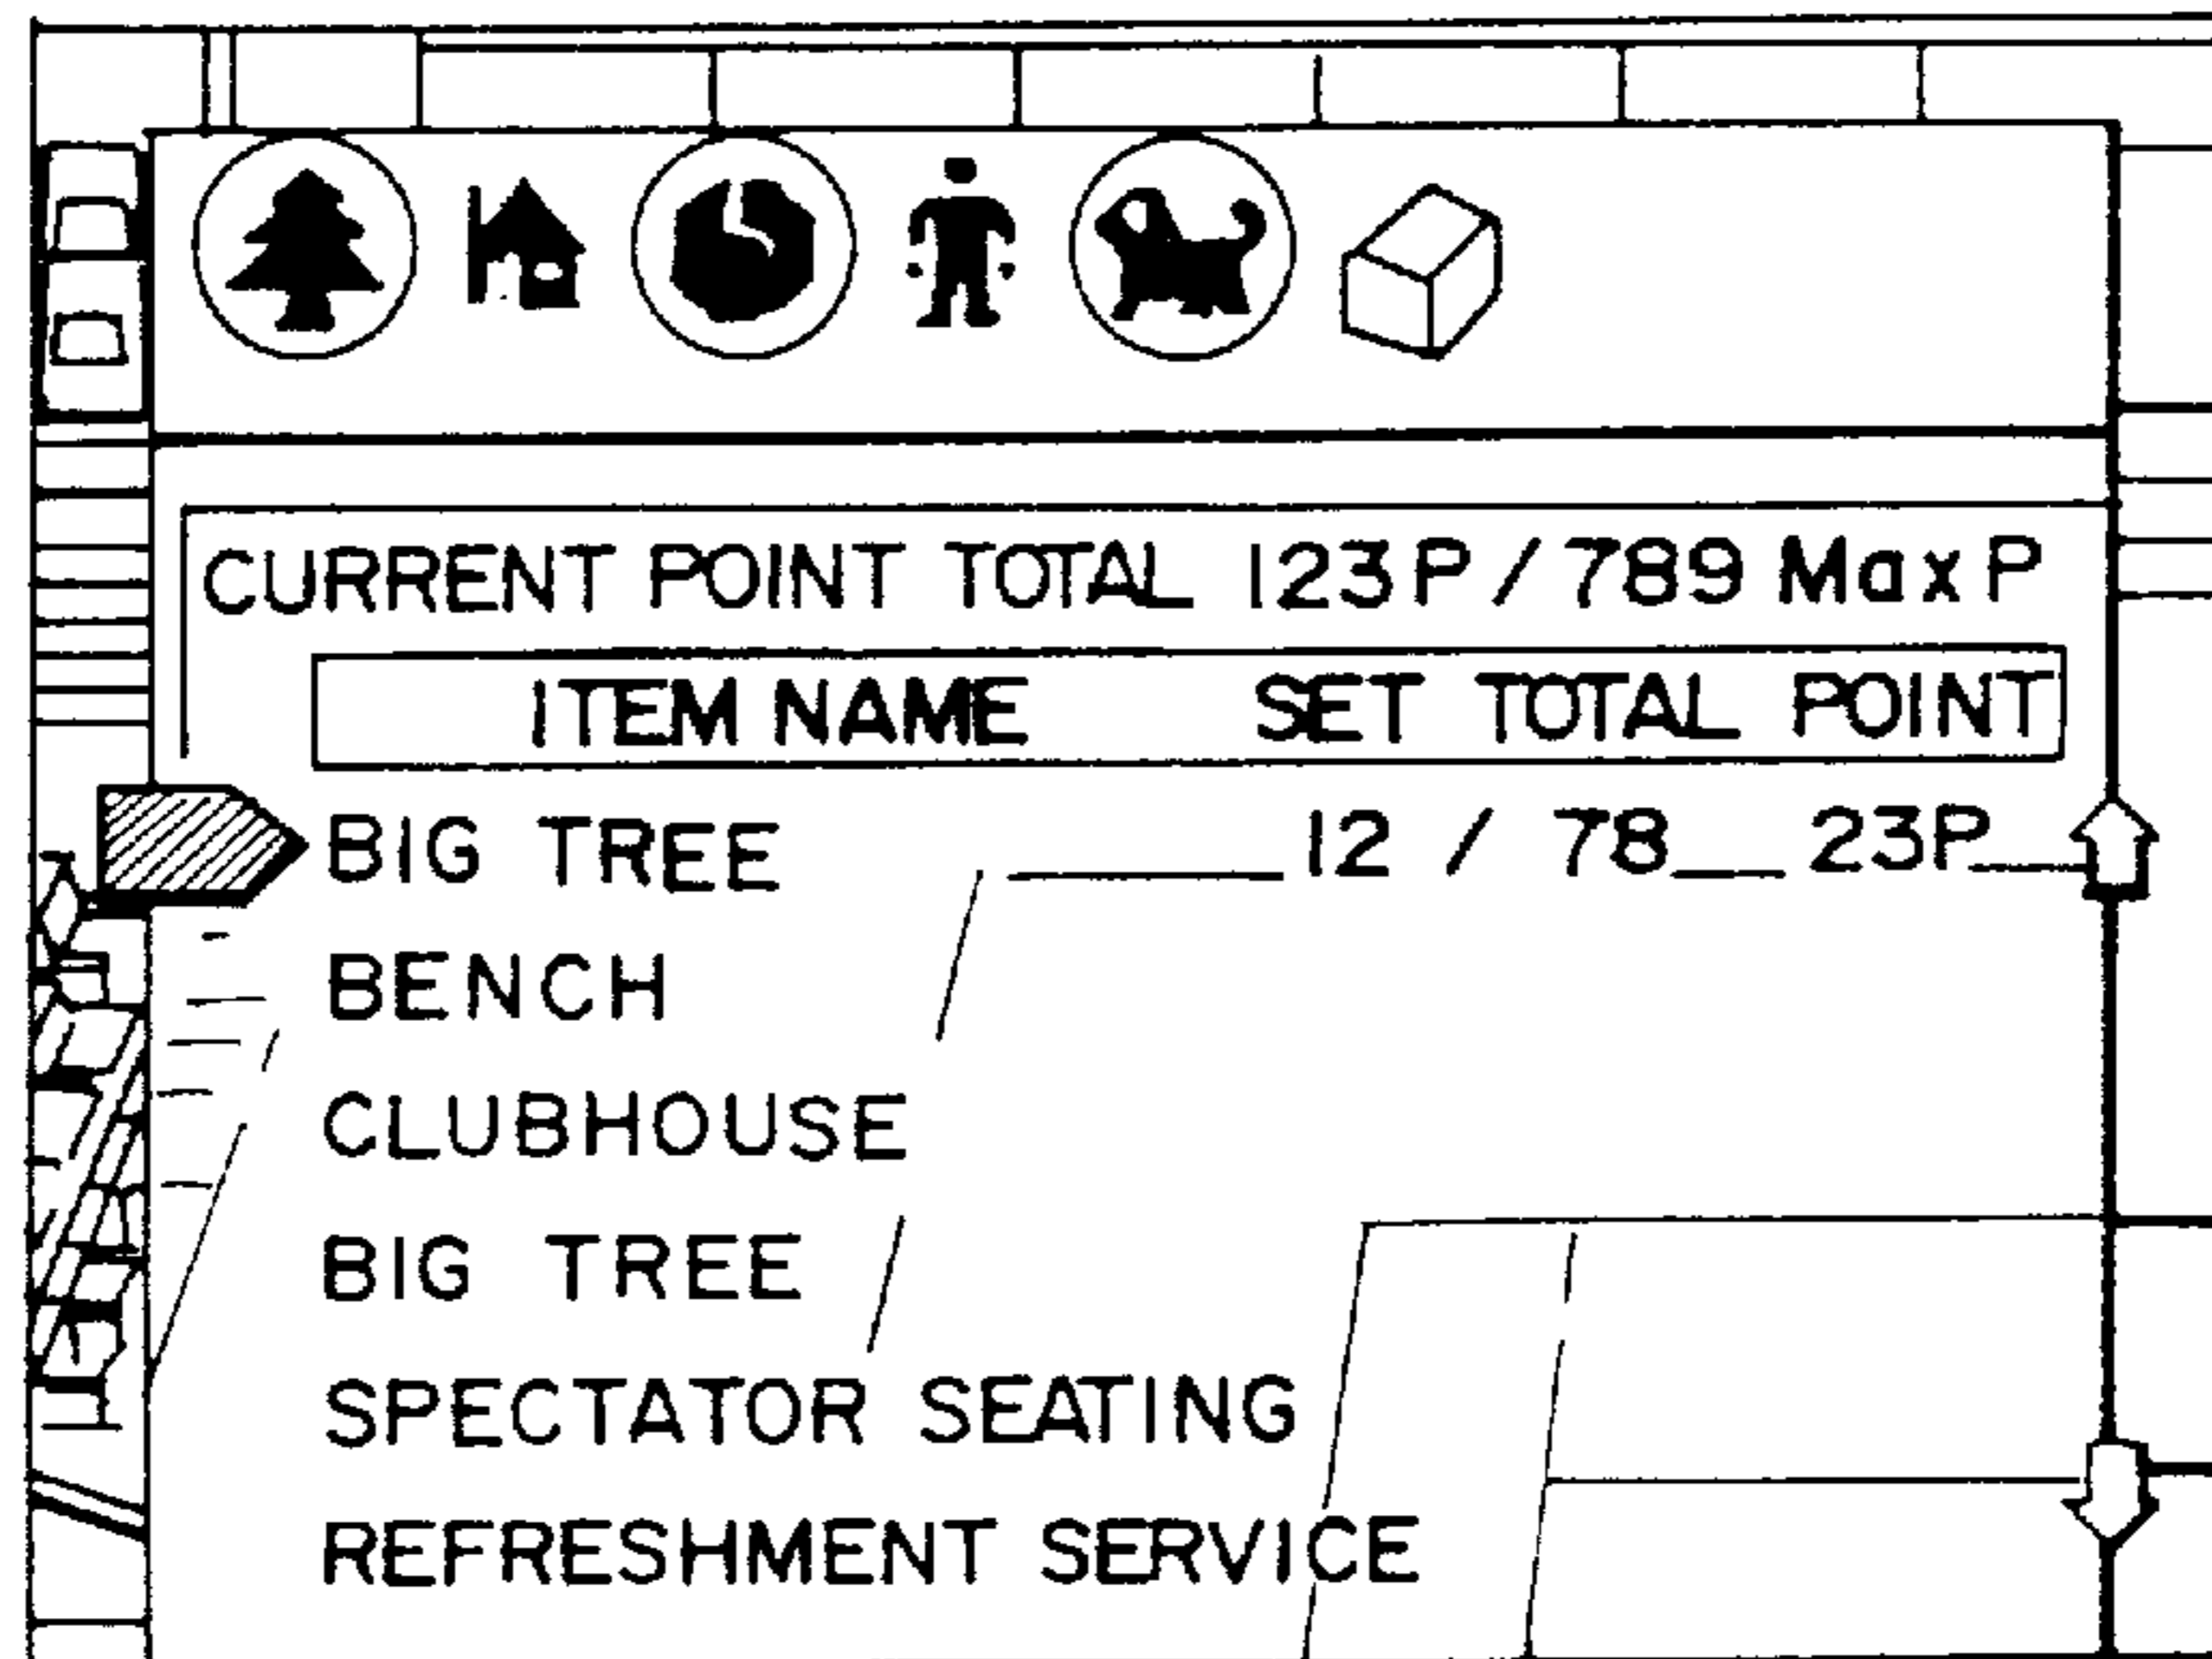 CURRENT POINT TOTAL 123P/789 Max P
ITEM NAME SET TOTAL POINT
BIG TREE 12 / 78 23P
BENCH
CLUBHOUSE
BIG TREE
SPECTATOR SEATING
REFRESHMENT SERVICE